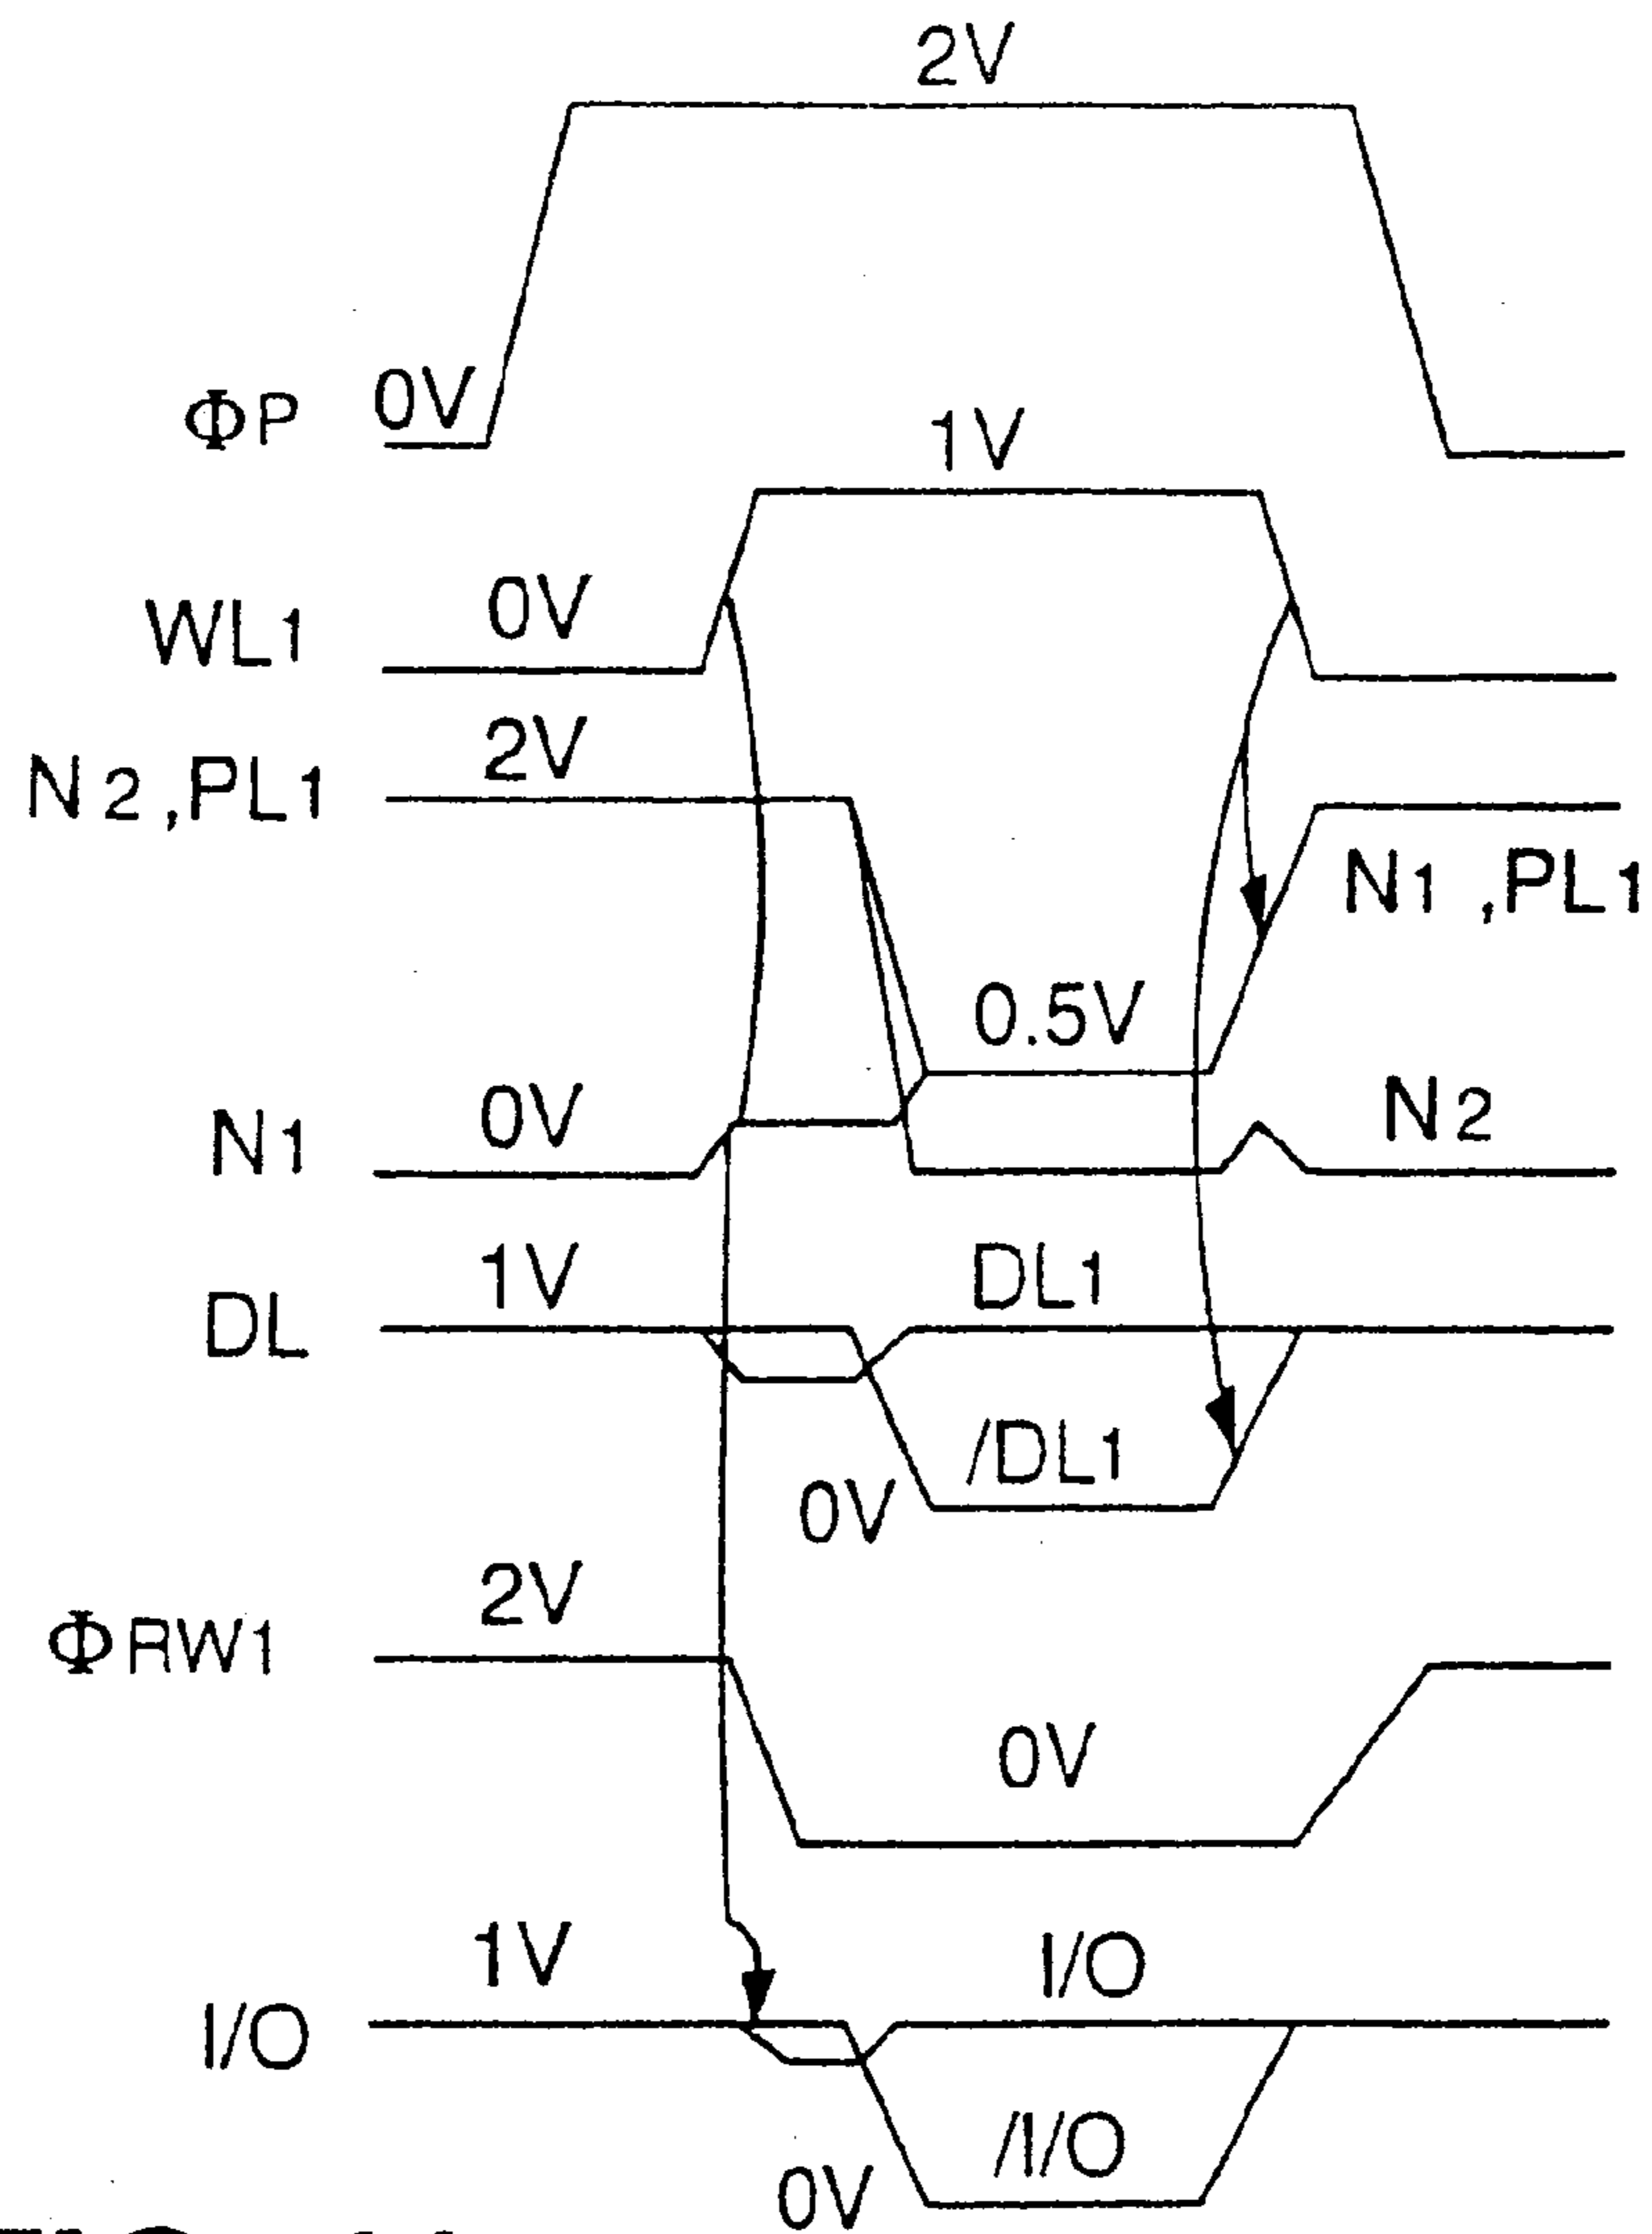 2V
ΦP 0V
1V
WL1 0V
N2,PL1 2V
N1,PL1
0.5V
N1 0V
N2
DL 1V
DL1
/DL1
0V
ΦRW1 2V
0V
I/O 1V
I/O
/I/O
0V